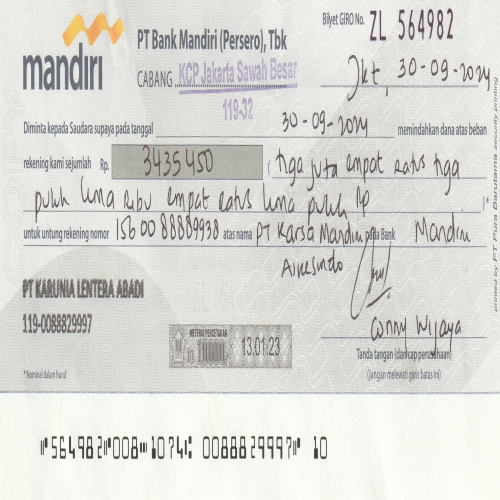 mandiri
PT Bank Mandiri (Persero), Tbk
CABANG KCP Jakarta Sawah Besar
119-32
Bilyet GIRO No. ZL 564982
Jkt, 30-09-2024
Diminta kepada Saudara supaya pada tanggal 30-09-2024 memindahkan dana atas beban
rekening kami sejumlah Rp. 3435450 ( tiga juta empat ratus tiga
puluh lima ribu empat ratus lima puluh Rp )*
untuk untung rekening nomor 1560088889938 atas nama PT Karsa Mandiri pada Bank Mandiri
PT KARUNIA LENTERA ABADI
119-0088829997
METERAI PERCETAKAN
10000
13.01.23
Conny Wijaya
Tanda tangan (dan cap perusahaan)
(jangan melewati garis batas ini)
* Nominal dalam huruf
printed by PT Pura Barutama security printing
564982 008 1074 0088829997 10